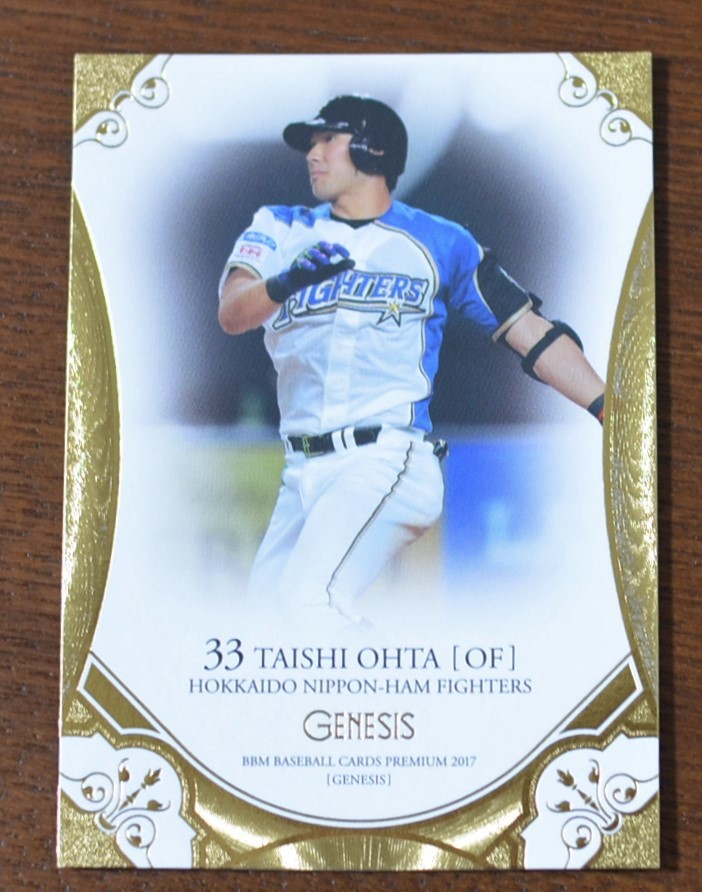 FIGHTERS
33 TAISHI OHTA [OF]
HOKKAIDO NIPPON-HAM FIGHTERS
GENESIS
BBM BASEBALL CARDS PREMIUM 2017
[GENESIS]